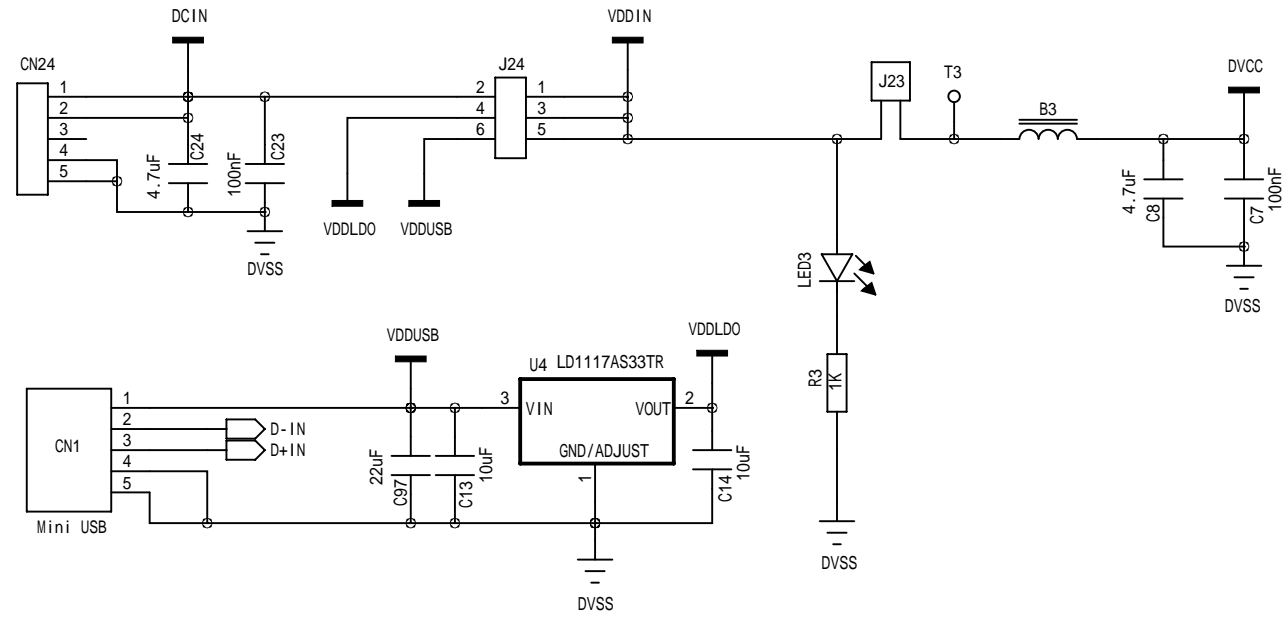 DCIN
VDDIN
CN24
J24
J23
T3
DVCC
B3
1
2
3
4
5
C24
4.7uF
C23
100nF
2
4
6
1
3
5
VDDLDO
VDDUSB
DVSS
4.7uF
C8
C7
100nF
DVSS
LED3
R3
1K
DVSS
VDDUSB
VDDLDO
U4 LD1117AS33TR
CN1
1
2
3
4
5
D-IN
D+IN
Mini USB
22uF
C97
C13
10uF
3
VIN
VOUT
2
GND/ADJUST
1
C14
10uF
DVSS